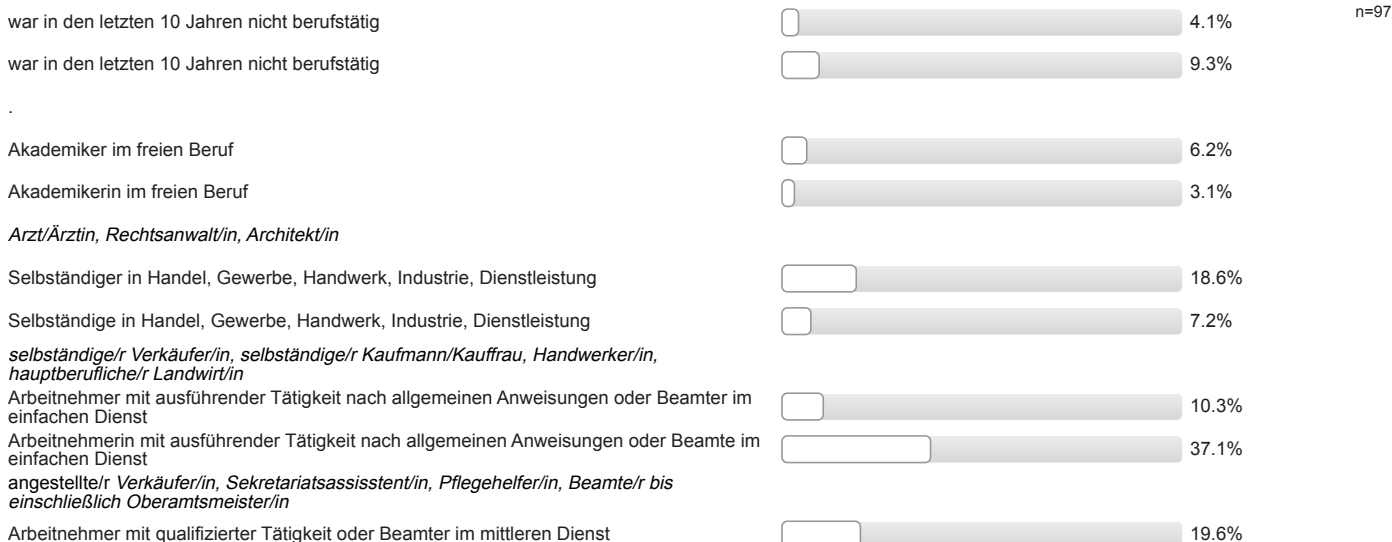 n=97
war in den letzten 10 Jahren nicht berufstätig 4.1%
war in den letzten 10 Jahren nicht berufstätig 9.3%
.
Akademiker im freien Beruf 6.2%
Akademikerin im freien Beruf 3.1%
Arzt/Ärztin, Rechtsanwalt/in, Architekt/in
Selbständiger in Handel, Gewerbe, Handwerk, Industrie, Dienstleistung 18.6%
Selbständige in Handel, Gewerbe, Handwerk, Industrie, Dienstleistung 7.2%
selbständige/r Verkäufer/in, selbständige/r Kaufmann/Kauffrau, Handwerker/in,
hauptberufliche/r Landwirt/in
Arbeitnehmer mit ausführender Tätigkeit nach allgemeinen Anweisungen oder Beamter im
einfachen Dienst 10.3%
Arbeitnehmerin mit ausführender Tätigkeit nach allgemeinen Anweisungen oder Beamte im
einfachen Dienst 37.1%
angestellte/r Verkäufer/in, Sekretariatsassisstent/in, Pflegehelfer/in, Beamte/r bis
einschließlich Oberamtsmeister/in
Arbeitnehmer mit qualifizierter Tätigkeit oder Beamter im mittleren Dienst 19.6%